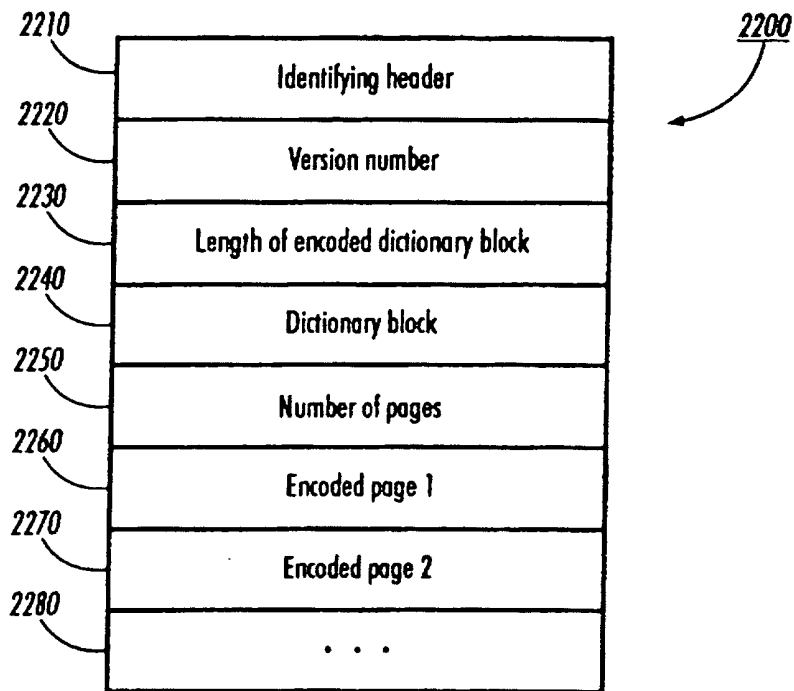 2210
2200
Identifying header
2220
Version number
2230
Length of encoded dictionary block
2240
Dictionary block
2250
Number of pages
2260
Encoded page 1
2270
Encoded page 2
2280
. . .